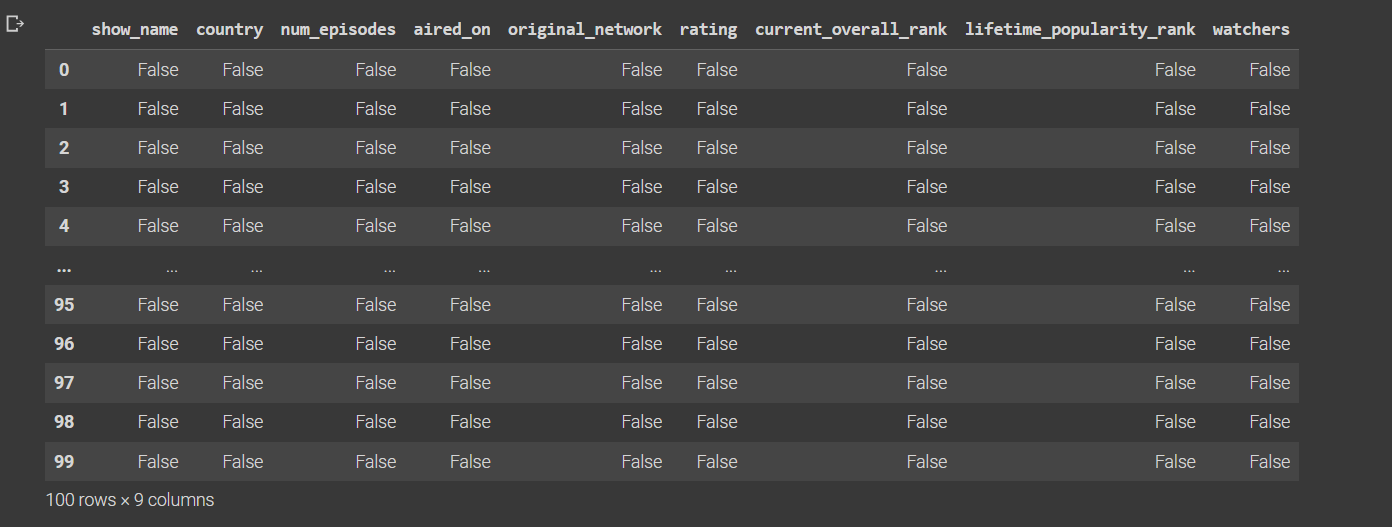 show_name country num_episodes aired_on original_network rating current_overall_rank lifetime_popularity_rank watchers
0 False False False False False False False False False
1 False False False False False False False False False
2 False False False False False False False False False
3 False False False False False False False False False
4 False False False False False False False False False
... ... ... ... ... ... ... ... ... ...
95 False False False False False False False False False
96 False False False False False False False False False
97 False False False False False False False False False
98 False False False False False False False False False
99 False False False False False False False False False
100 rows × 9 columns